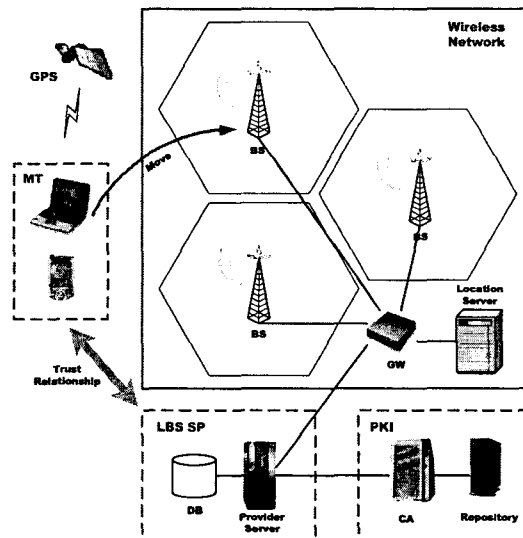 Wireless
Network
GPS
BS
Move
MT
BS
BS
Location
Server
GW
Trust
Relationship
LBS SP
PKI
DB
Provider
Server
CA
Repository